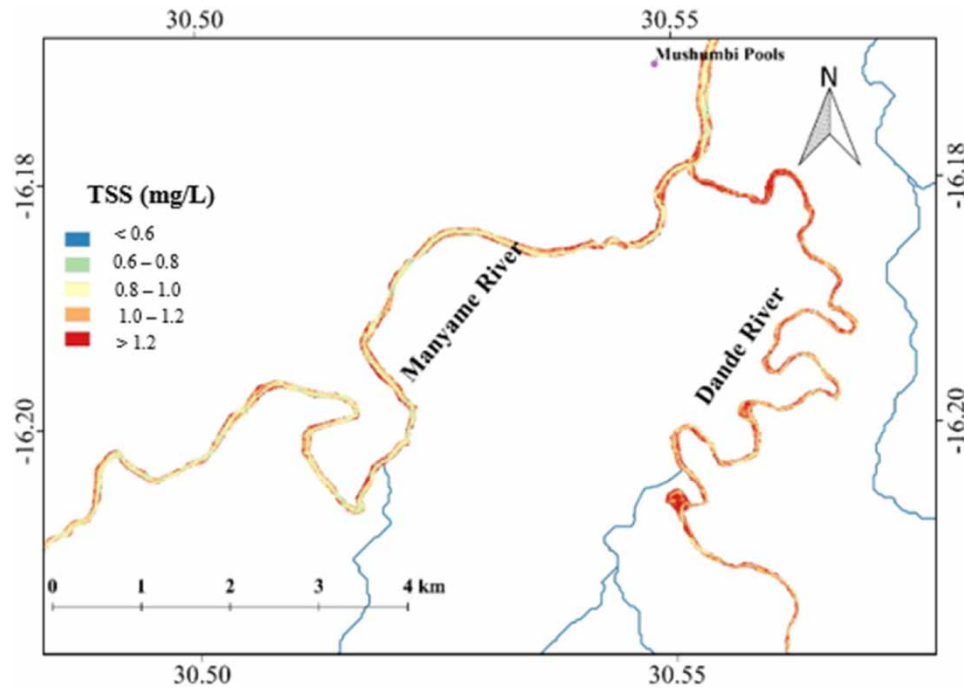 30.50 30.55
Mushumbi Pools
N
-16.18 -16.18
TSS (mg/L)
< 0.6
0.6 – 0.8
0.8 – 1.0
1.0 – 1.2
> 1.2
Manyame River
Dande River
-16.20 -16.20
0 1 2 3 4 km
30.50 30.55